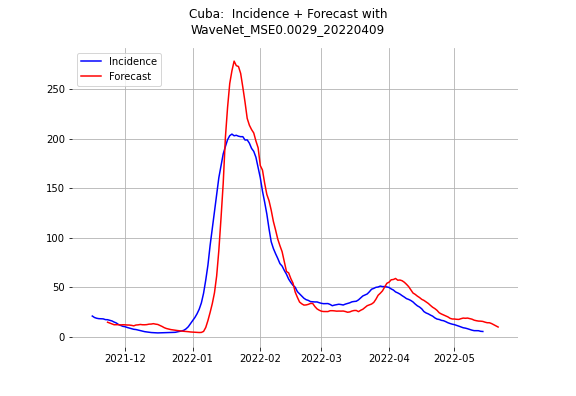 Cuba:  Incidence + Forecast with
WaveNet_MSE0.0029_20220409
Incidence
Forecast
250
200
150
100
50
0
2021-12 2022-01 2022-02 2022-03 2022-04 2022-05